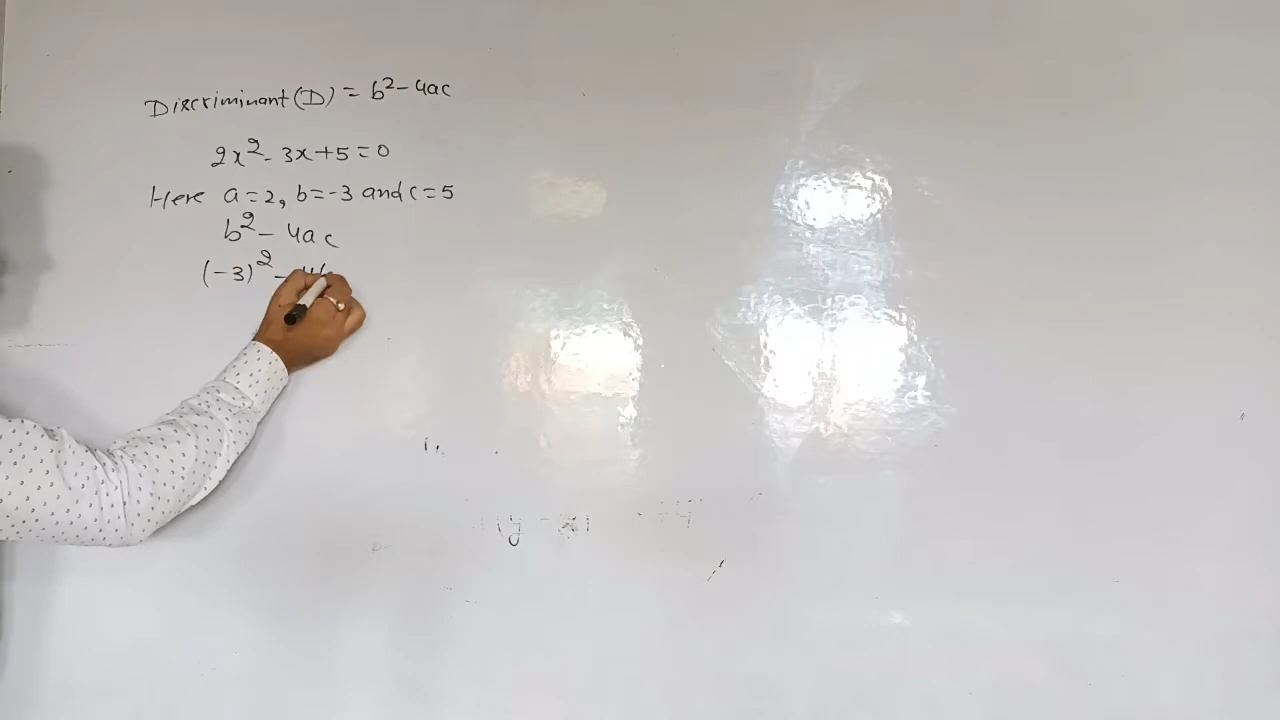 Discriminant (D) = b² - 4ac
2x² - 3x + 5 = 0
Here a = 2, b = -3 and c = 5
b² - 4ac
(-3)² - 4(